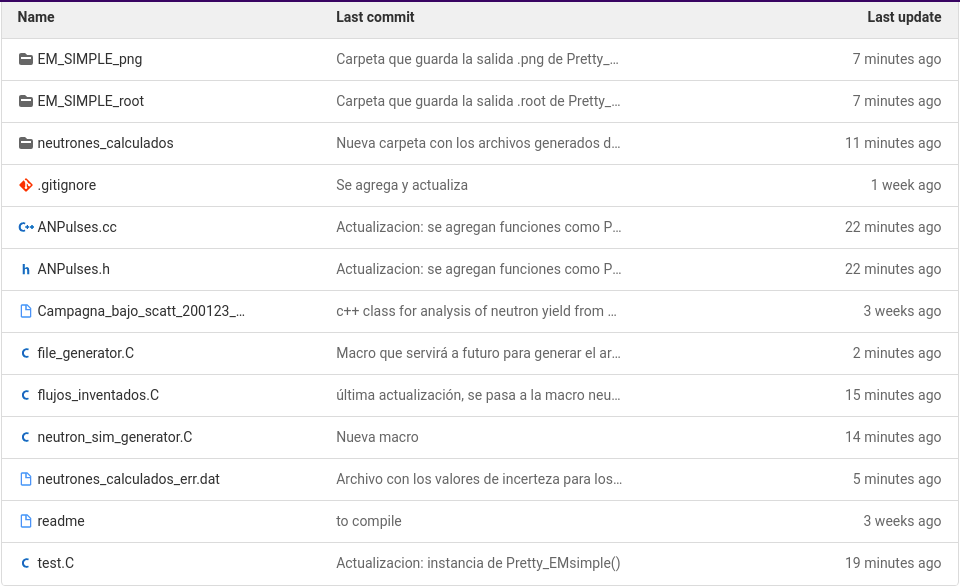 Name Last commit Last update
EM_SIMPLE_png Carpeta que guarda la salida .png de Pretty_... 7 minutes ago
EM_SIMPLE_root Carpeta que guarda la salida .root de Pretty_... 7 minutes ago
neutrones_calculados Nueva carpeta con los archivos generados d... 11 minutes ago
.gitignore Se agrega y actualiza 1 week ago
C++ ANPulses.cc Actualizacion: se agregan funciones como P... 22 minutes ago
h ANPulses.h Actualizacion: se agregan funciones como P... 22 minutes ago
Campagna_bajo_scatt_200123_... c++ class for analysis of neutron yield from ... 3 weeks ago
C file_generator.C Macro que servirá a futuro para generar el ar... 2 minutes ago
C flujos_inventados.C última actualización, se pasa a la macro neu... 15 minutes ago
C neutron_sim_generator.C Nueva macro 14 minutes ago
neutrones_calculados_err.dat Archivo con los valores de incerteza para los... 5 minutes ago
readme to compile 3 weeks ago
C test.C Actualizacion: instancia de Pretty_EMsimple() 19 minutes ago